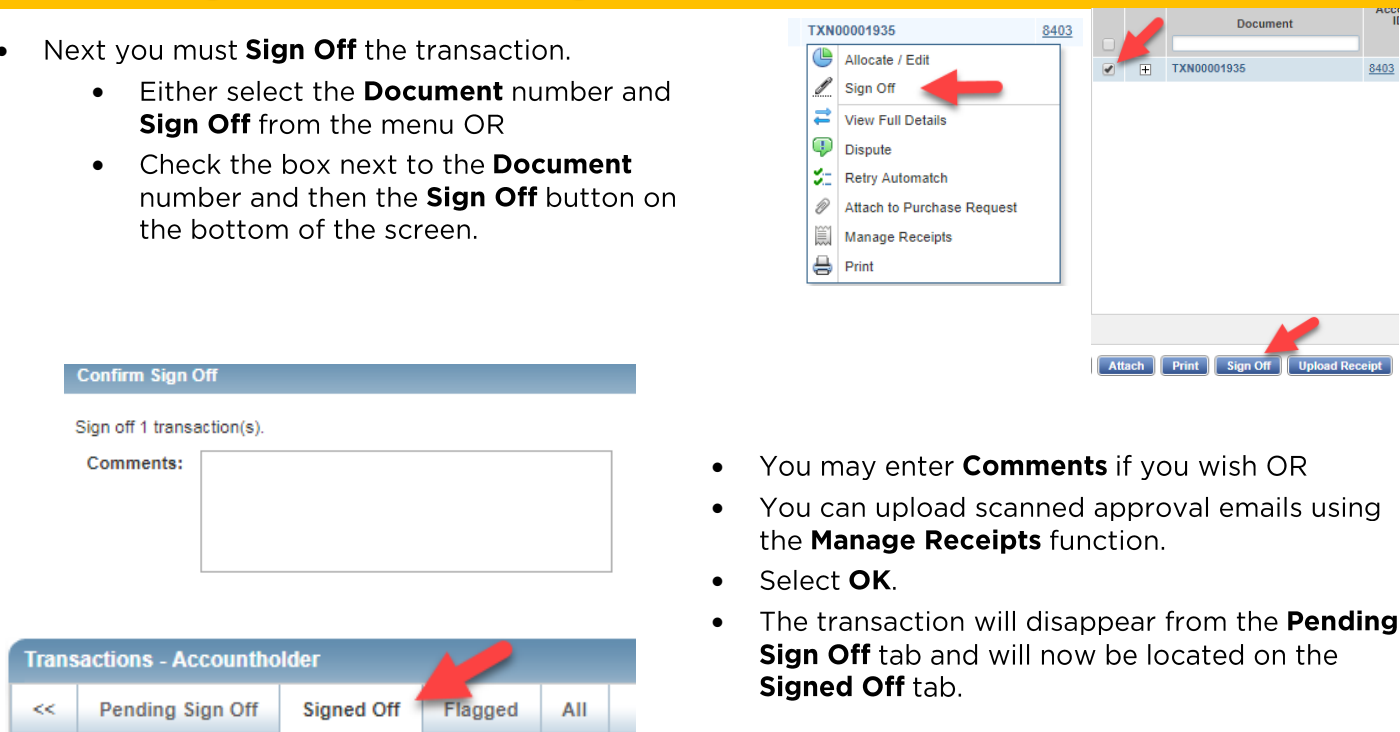 Next you must Sign Off the transaction.
Either select the Document number and
Sign Off from the menu OR
Check the box next to the Document
number and then the Sign Off button on
the bottom of the screen.
TXN00001935 8403
Allocate / Edit
Sign Off
View Full Details
Dispute
Retry Automatch
Attach to Purchase Request
Manage Receipts
Print
Document
TXN00001935 8403
Attach Print Sign Off Upload Receipt
Confirm Sign Off
Sign off 1 transaction(s).
Comments:
Transactions - Accountholder
<< Pending Sign Off Signed Off Flagged All
You may enter Comments if you wish OR
You can upload scanned approval emails using
the Manage Receipts function.
Select OK.
The transaction will disappear from the Pending
Sign Off tab and will now be located on the
Signed Off tab.